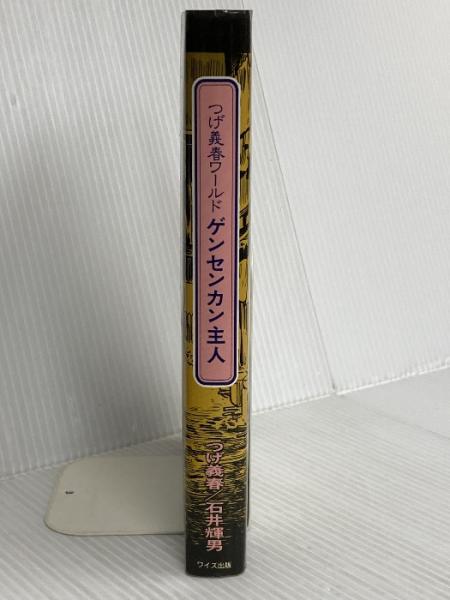 つげ義春ワールド ゲンセンカン主人
つげ義春／石井輝男
ワイズ出版